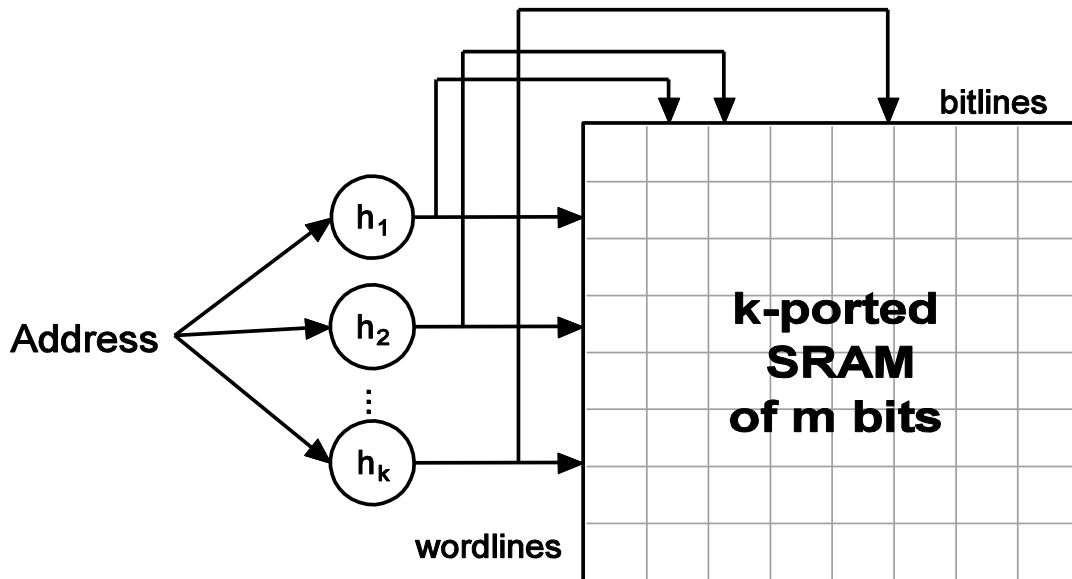 bitlines
h1
Address
h2
k-ported
SRAM
of m bits
hk
wordlines